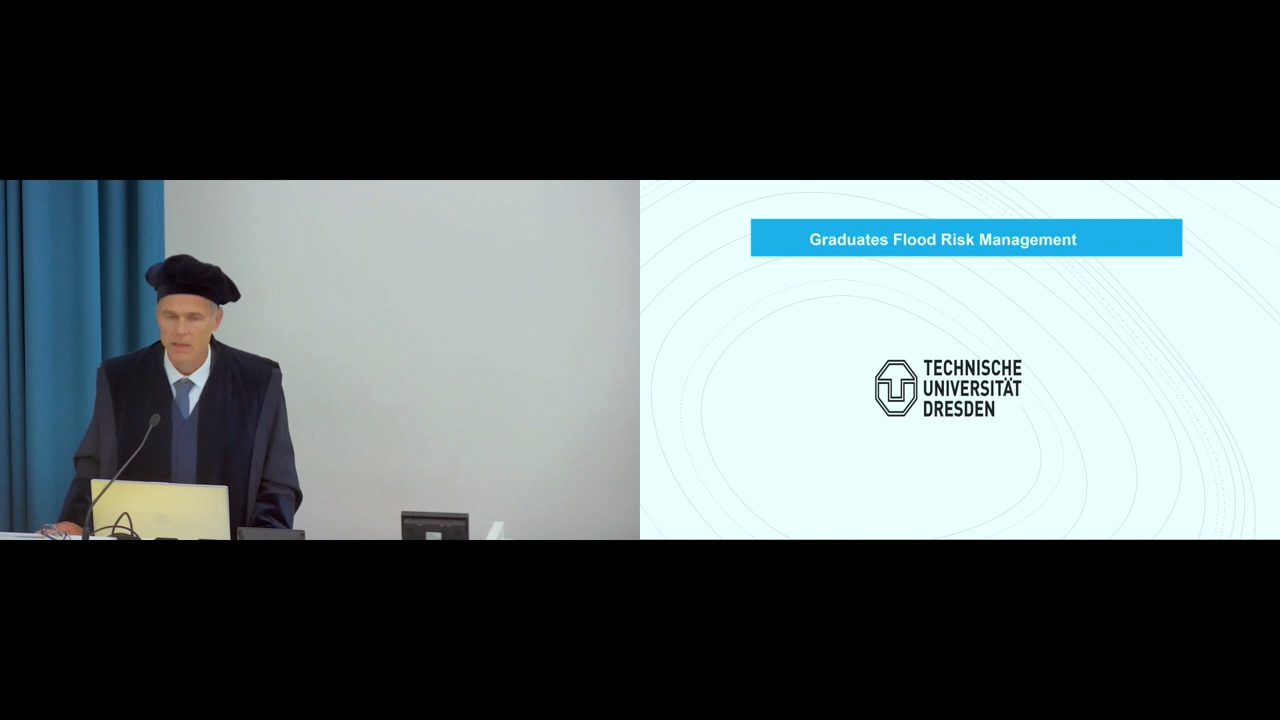 Graduates Flood Risk Management
TECHNISCHE
UNIVERSITÄT
DRESDEN